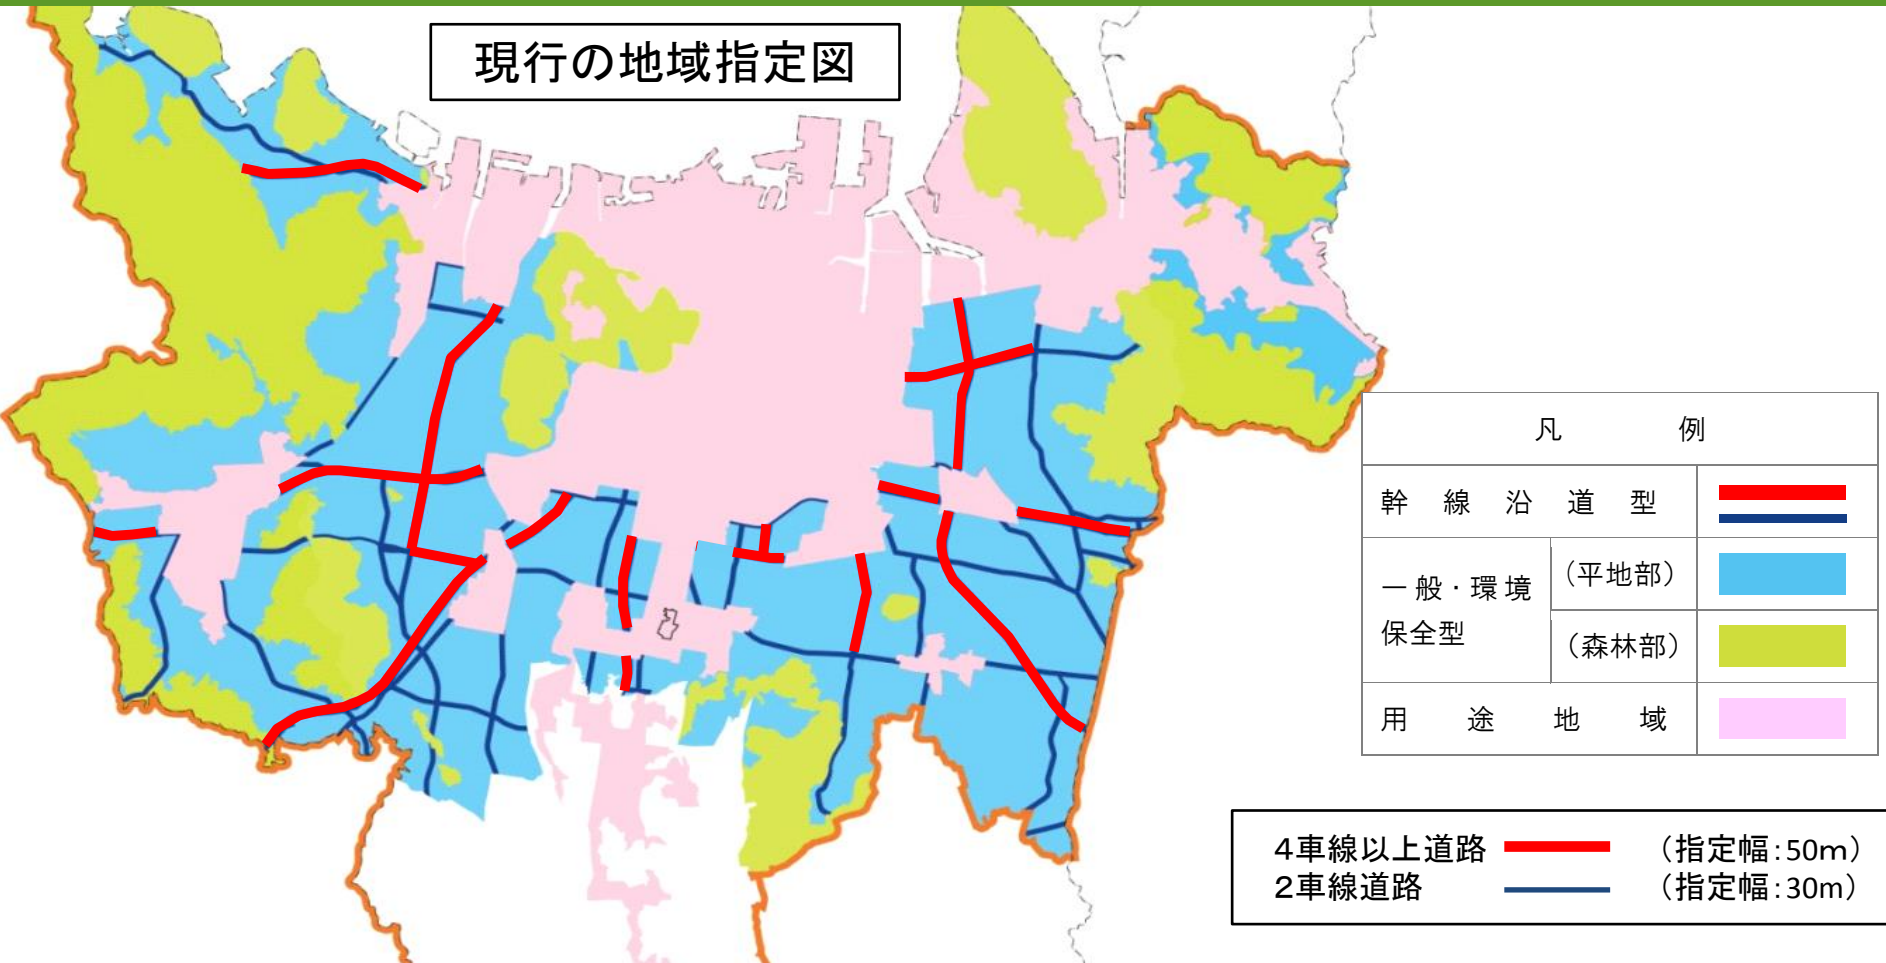 現行の地域指定図
凡 例
幹線沿道型
一般・環境保全型
（平地部）
（森林部）
用途地域
4車線以上道路 （指定幅：50m）
2車線道路 （指定幅：30m）